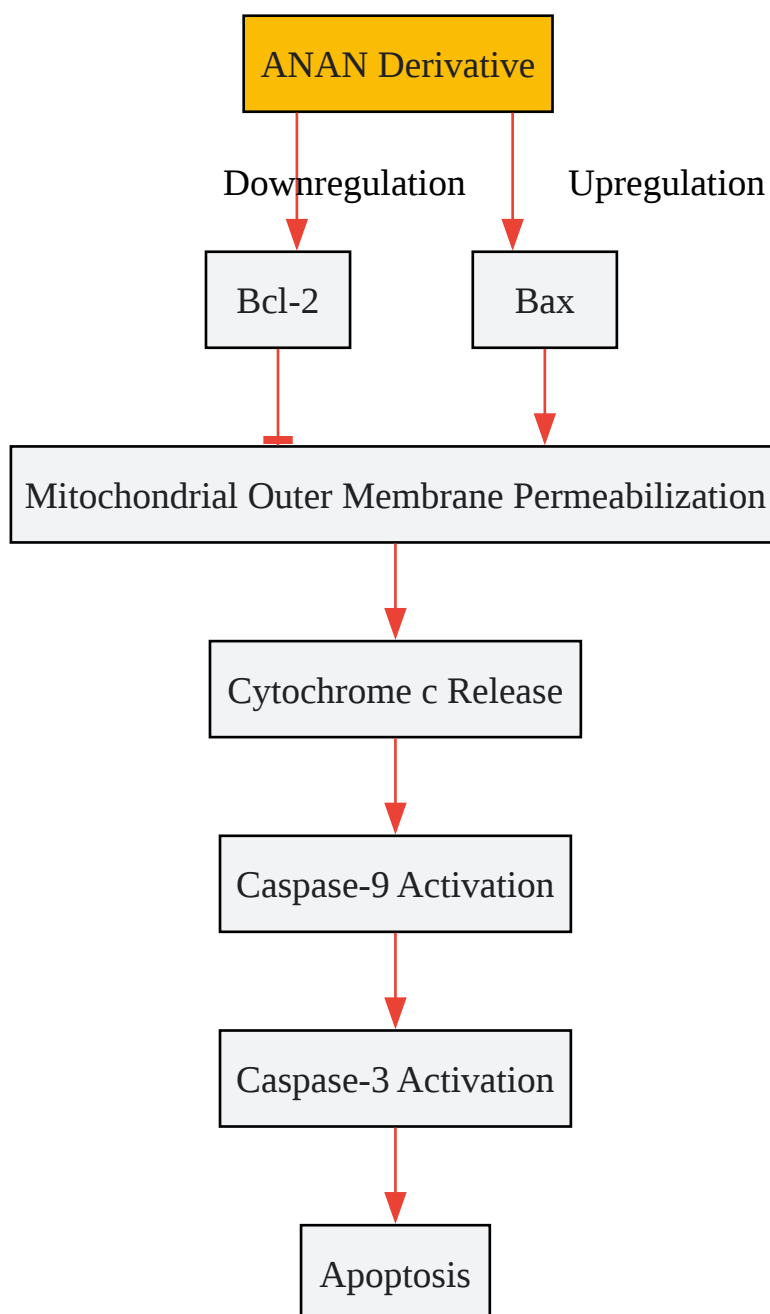 ANAN Derivative
Downregulation
Upregulation
Bcl-2
Bax
Mitochondrial Outer Membrane Permeabilization
Cytochrome c Release
Caspase-9 Activation
Caspase-3 Activation
Apoptosis